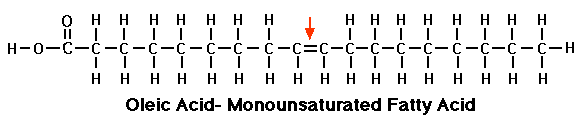 O H H H H H H H H H H H H H H H
H–O–C–C–C–C–C–C–C–C–C=C–C–C–C–C–C–C–C–C–H
H H H H H H H H H H H H H H H H H
Oleic Acid- Monounsaturated Fatty Acid